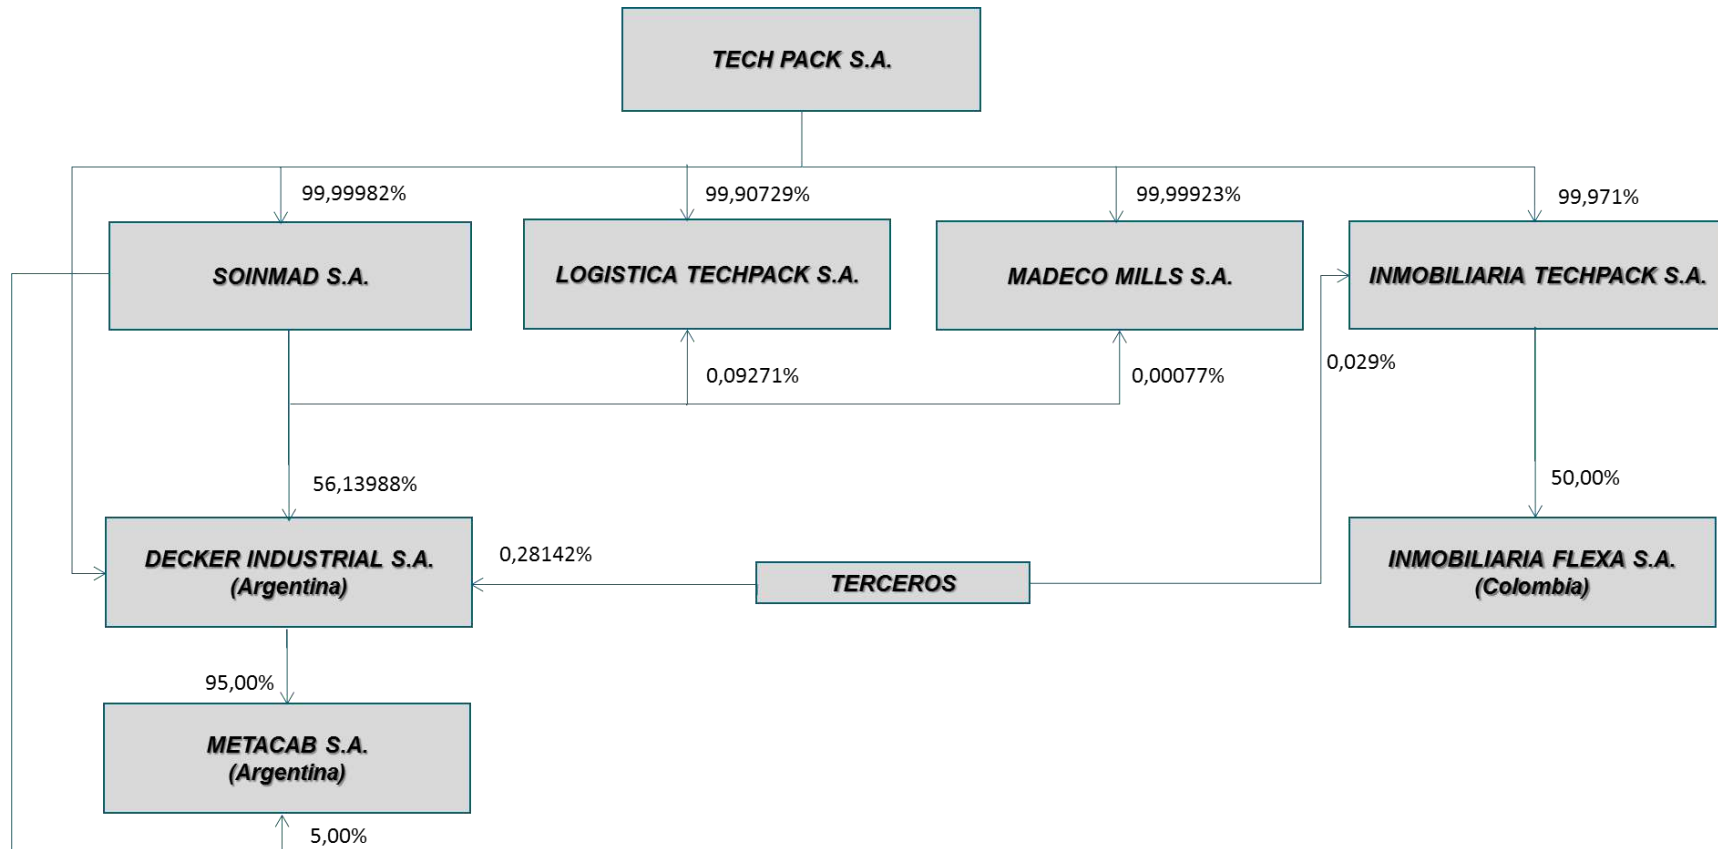 TECH PACK S.A.
99,99982%
99,90729%
99,99923%
99,971%
SOINMAD S.A.
LOGISTICA TECHPACK S.A.
MADECO MILLS S.A.
INMOBILIARIA TECHPACK S.A.
0,09271%
0,00077%
0,029%
56,13988%
50,00%
DECKER INDUSTRIAL S.A.
(Argentina)
0,28142%
TERCEROS
INMOBILIARIA FLEXA S.A.
(Colombia)
95,00%
METACAB S.A.
(Argentina)
5,00%